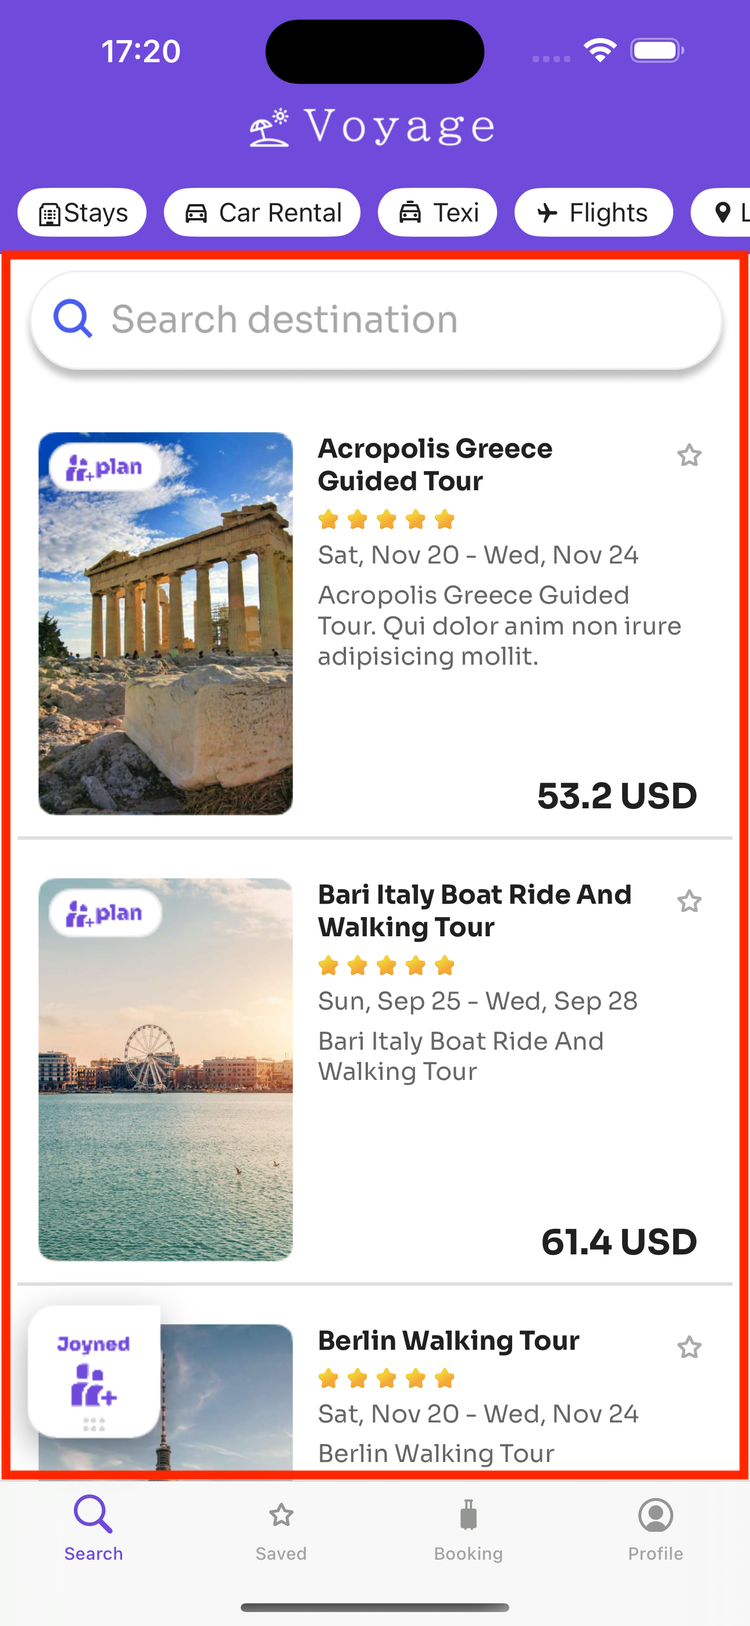 17:20
Voyage
Stays
Car Rental
Texi
Flights
L
Search destination
plan
Acropolis Greece
Guided Tour
Sat, Nov 20 - Wed, Nov 24
Acropolis Greece Guided
Tour. Qui dolor anim non irure
adipisicing mollit.
53.2 USD
plan
Bari Italy Boat Ride And
Walking Tour
Sun, Sep 25 - Wed, Sep 28
Bari Italy Boat Ride And
Walking Tour
61.4 USD
Joyned
Berlin Walking Tour
Sat, Nov 20 - Wed, Nov 24
Berlin Walking Tour
Search
Saved
Booking
Profile